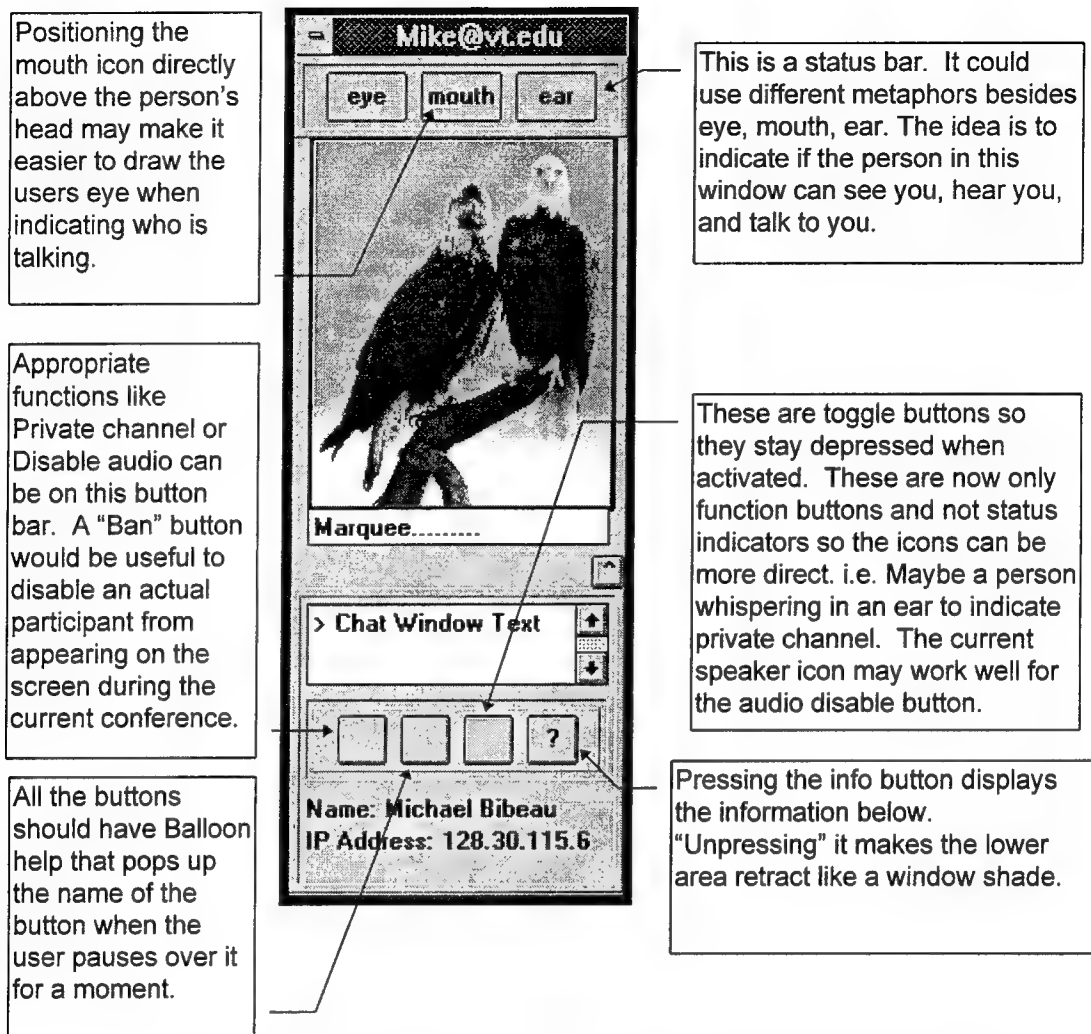 Positioning the
mouth icon directly
above the person's
head may make it
easier to draw the
users eye when
indicating who is
talking.
Appropriate
functions like
Private channel or
Disable audio can
be on this button
bar. A “Ban” button
would be useful to
disable an actual
participant from
appearing on the
screen during the
current conference.
All the buttons
should have Balloon
help that pops up
the name of the
button when the
user pauses over it
for a moment.
Mike@vt.edu
eye mouth ear
Marquee.........
> Chat Window Text
?
Name: Michael Bibeau
IP Address: 128.30.115.6
This is a status bar. It could
use different metaphors besides
eye, mouth, ear. The idea is to
indicate if the person in this
window can see you, hear you,
and talk to you.
These are toggle buttons so
they stay depressed when
activated. These are now only
function buttons and not status
indicators so the icons can be
more direct. i.e. Maybe a person
whispering in an ear to indicate
private channel. The current
speaker icon may work well for
the audio disable button.
Pressing the info button displays
the information below.
“Unpressing” it makes the lower
area retract like a window shade.